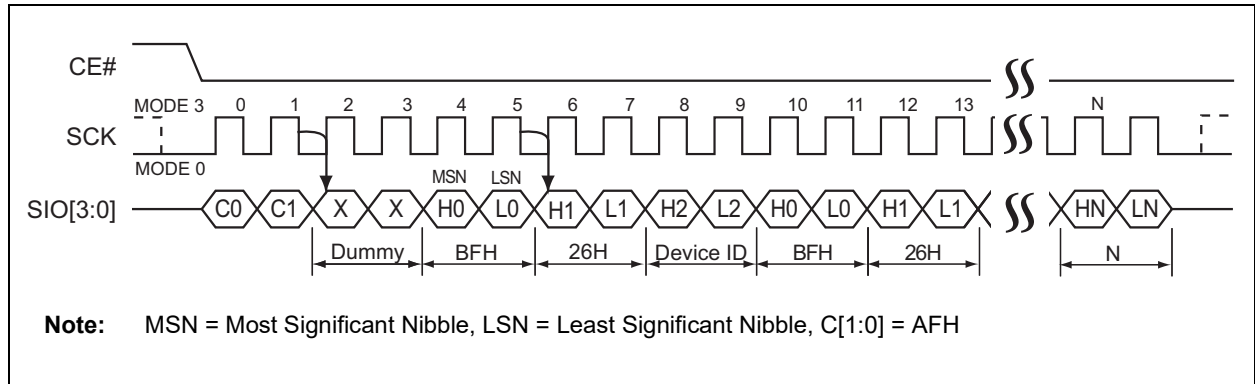 CE#
MODE 3 0 1 2 3 4 5 6 7 8 9 10 11 12 13 N
SCK
MODE 0
MSN LSN
SIO[3:0] C0 C1 X X H0 L0 H1 L1 H2 L2 H0 L0 H1 L1 HN LN
Dummy BFH 26H Device ID BFH 26H N
Note: MSN = Most Significant Nibble, LSN = Least Significant Nibble, C[1:0] = AFH